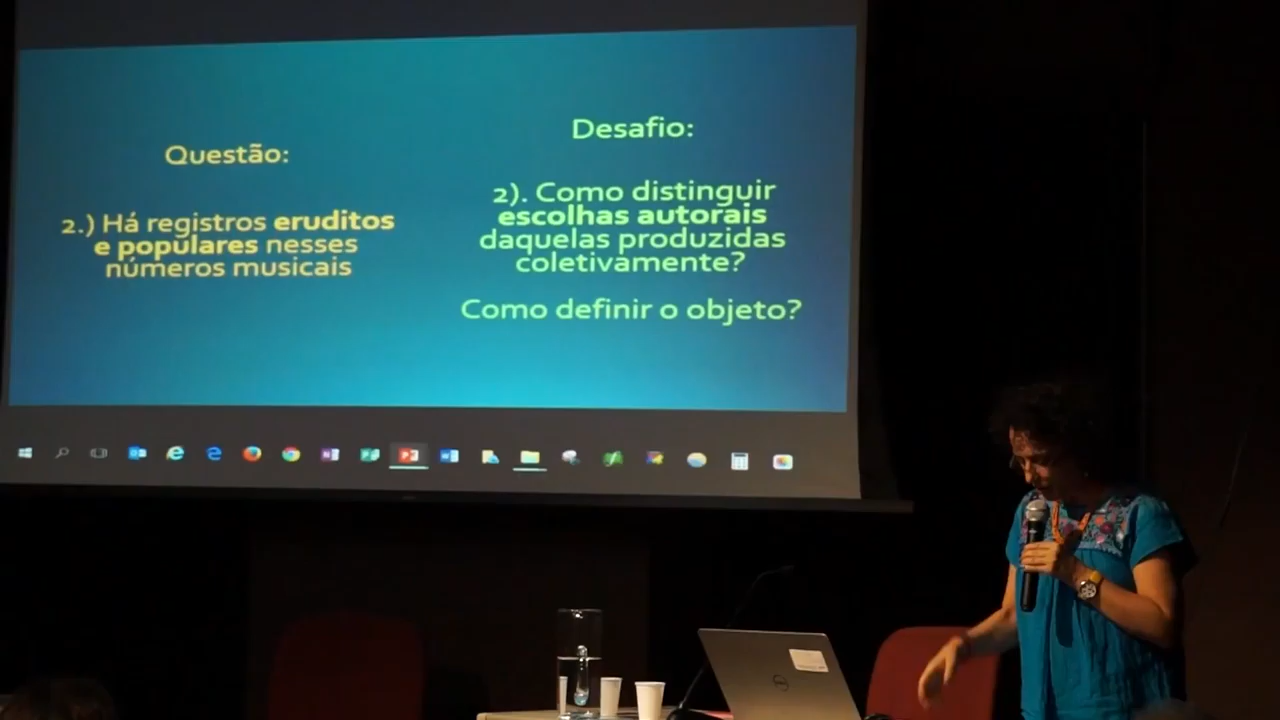 Questão:
2.) Há registros eruditos
e populares nesses
números musicais
Desafio:
2). Como distinguir
escolhas autorais
daquelas produzidas
coletivamente?
Como definir o objeto?
DELL